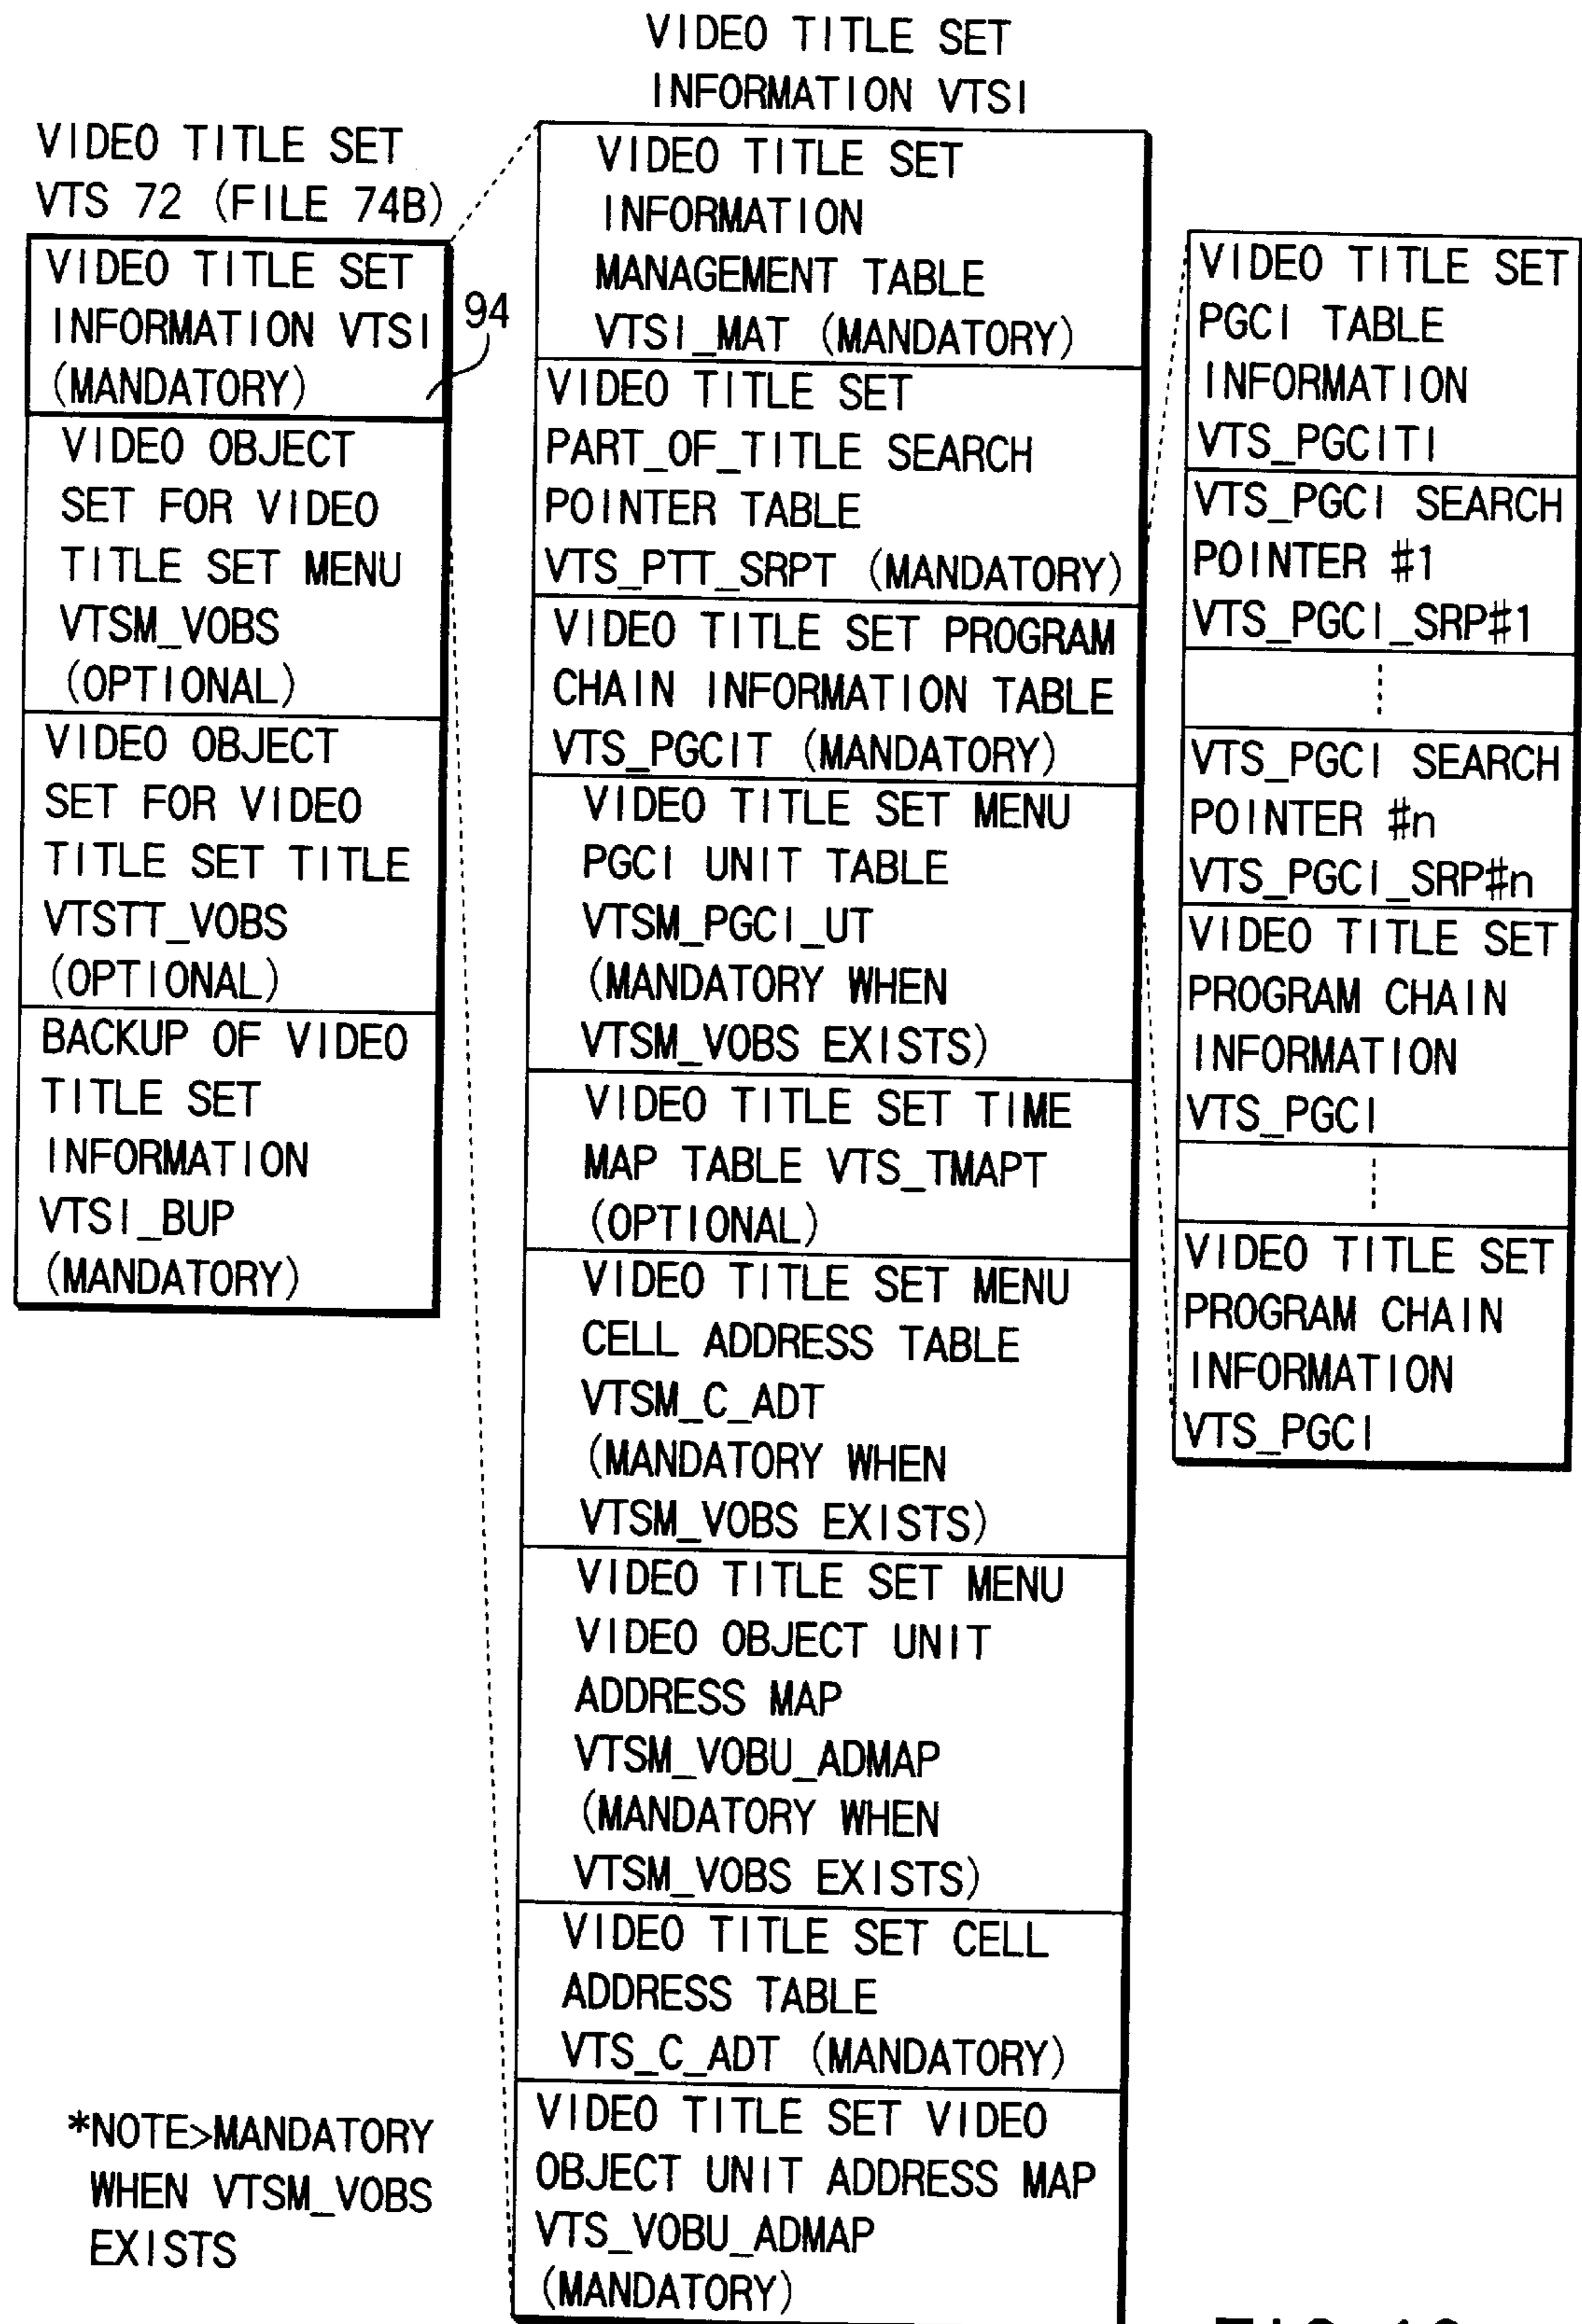 VIDEO TITLE SET
VTS 72 (FILE 74B)
VIDEO TITLE SET
INFORMATION VTSI
(MANDATORY)
94
VIDEO OBJECT
SET FOR VIDEO
TITLE SET MENU
VTSM_VOBS
(OPTIONAL)
VIDEO OBJECT
SET FOR VIDEO
TITLE SET TITLE
VTSTT_VOBS
(OPTIONAL)
BACKUP OF VIDEO
TITLE SET
INFORMATION
VTSI_BUP
(MANDATORY)
*NOTE>MANDATORY
WHEN VTSM_VOBS
EXISTS
VIDEO TITLE SET
INFORMATION VTSI
VIDEO TITLE SET
INFORMATION
MANAGEMENT TABLE
VTSI_MAT (MANDATORY)
VIDEO TITLE SET
PART_OF_TITLE SEARCH
POINTER TABLE
VTS_PTT_SRPT (MANDATORY)
VIDEO TITLE SET PROGRAM
CHAIN INFORMATION TABLE
VTS_PGCIT (MANDATORY)
VIDEO TITLE SET MENU
PGCI UNIT TABLE
VTSM_PGCI_UT
(MANDATORY WHEN
VTSM_VOBS EXISTS)
VIDEO TITLE SET TIME
MAP TABLE VTS_TMAPT
(OPTIONAL)
VIDEO TITLE SET MENU
CELL ADDRESS TABLE
VTSM_C_ADT
(MANDATORY WHEN
VTSM_VOBS EXISTS)
VIDEO TITLE SET MENU
VIDEO OBJECT UNIT
ADDRESS MAP
VTSM_VOBU_ADMAP
(MANDATORY WHEN
VTSM_VOBS EXISTS)
VIDEO TITLE SET CELL
ADDRESS TABLE
VTS_C_ADT (MANDATORY)
VIDEO TITLE SET VIDEO
OBJECT UNIT ADDRESS MAP
VTS_VOBU_ADMAP
(MANDATORY)
VIDEO TITLE SET
PGCI TABLE
INFORMATION
VTS_PGCITI
VTS_PGCI SEARCH
POINTER #1
VTS_PGCI_SRP#1
VTS_PGCI SEARCH
POINTER #n
VTS_PGCI_SRP#n
VIDEO TITLE SET
PROGRAM CHAIN
INFORMATION
VTS_PGCI
VIDEO TITLE SET
PROGRAM CHAIN
INFORMATION
VTS_PGCI